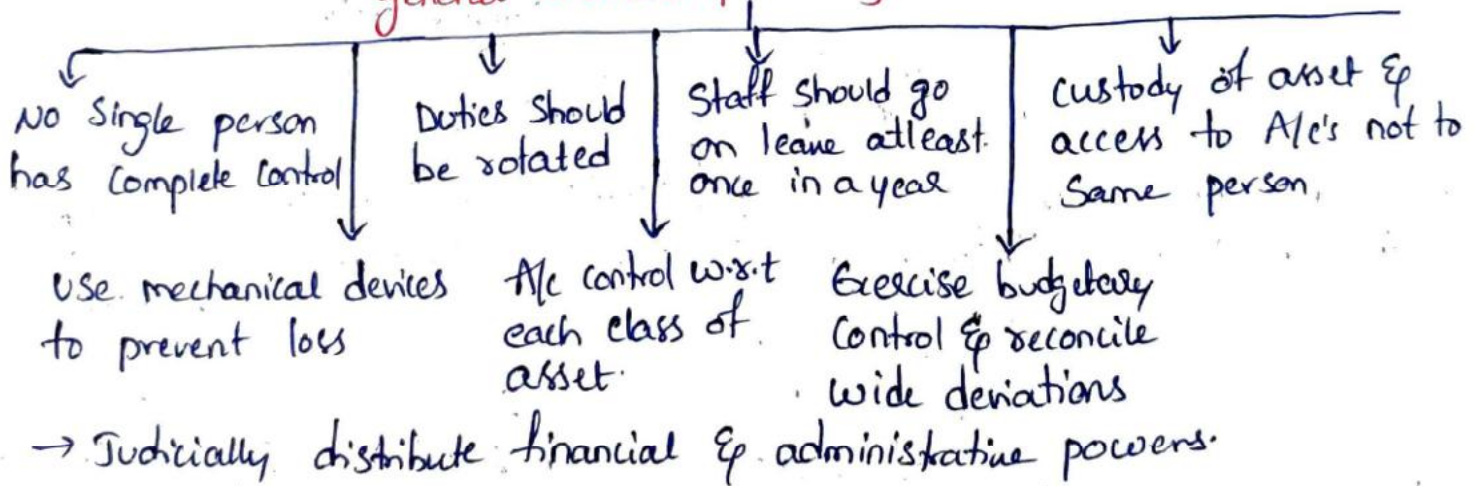 general
No Single person
has Complete Control
Duties Should
be rotated
Staff should go
on leave atleast
once in a year
Custody of asset &
access to A/c's not to
Same person,
Use mechanical devices
to prevent loss
A/c control w.r.t
each class of
asset.
Exercise budgetary
Control & reconcile
wide deviations
→ Judicially distribute financial & administrative powers.